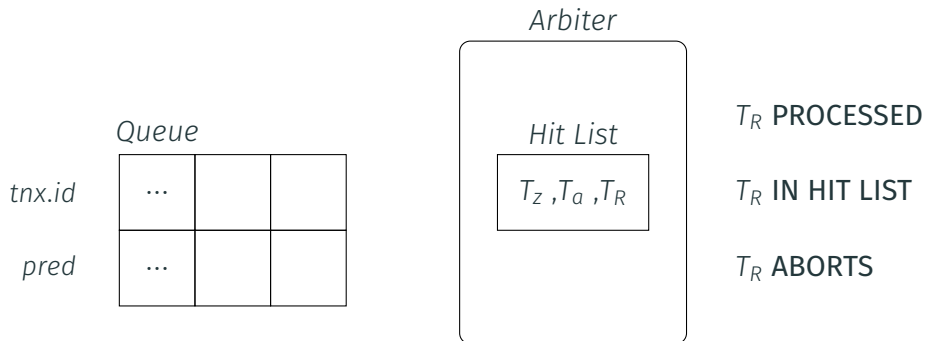 Arbiter
Queue
tnx.id ...
pred ...
Hit List
T_z ,T_a ,T_R
T_R PROCESSED
T_R IN HIT LIST
T_R ABORTS